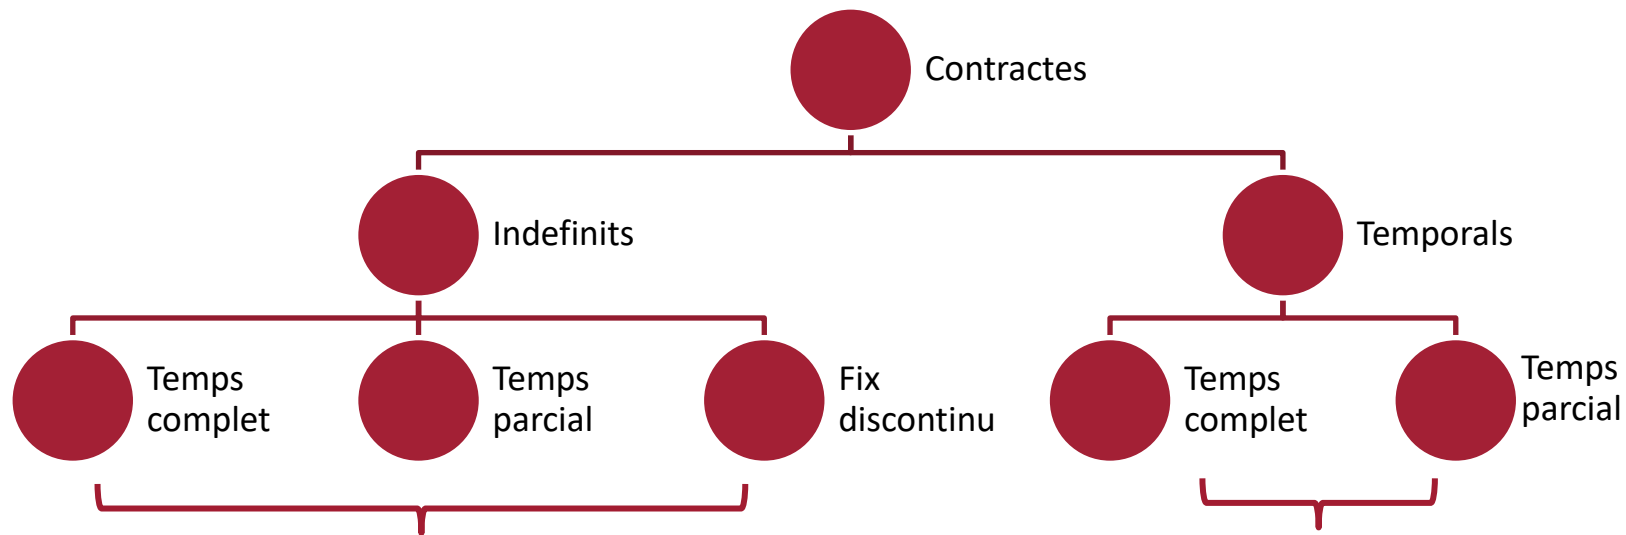 Contractes
Indefinits
Temporals
Temps
complet
Temps
parcial
Fix
discontinu
Temps
complet
Temps
parcial